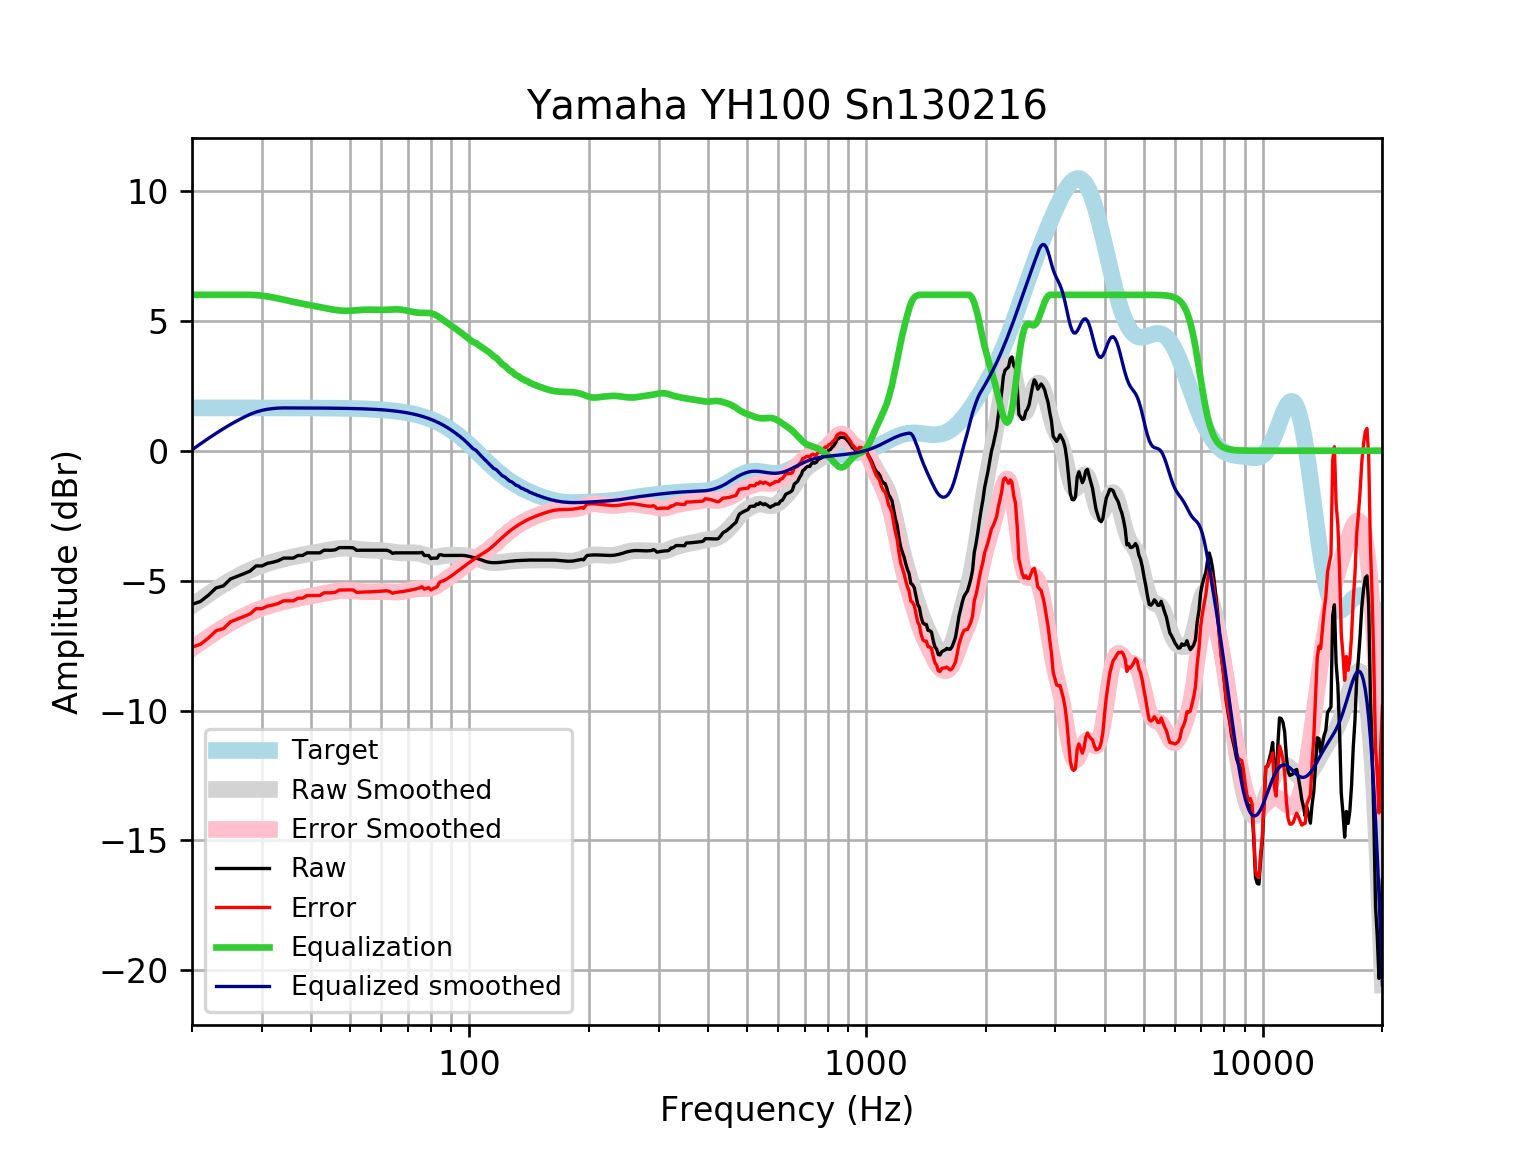 Yamaha YH100 Sn130216
Amplitude (dBr)
10
5
0
−5
−10
−15
−20
Target
Raw Smoothed
Error Smoothed
Raw
Error
Equalization
Equalized smoothed
100
1000
10000
Frequency (Hz)